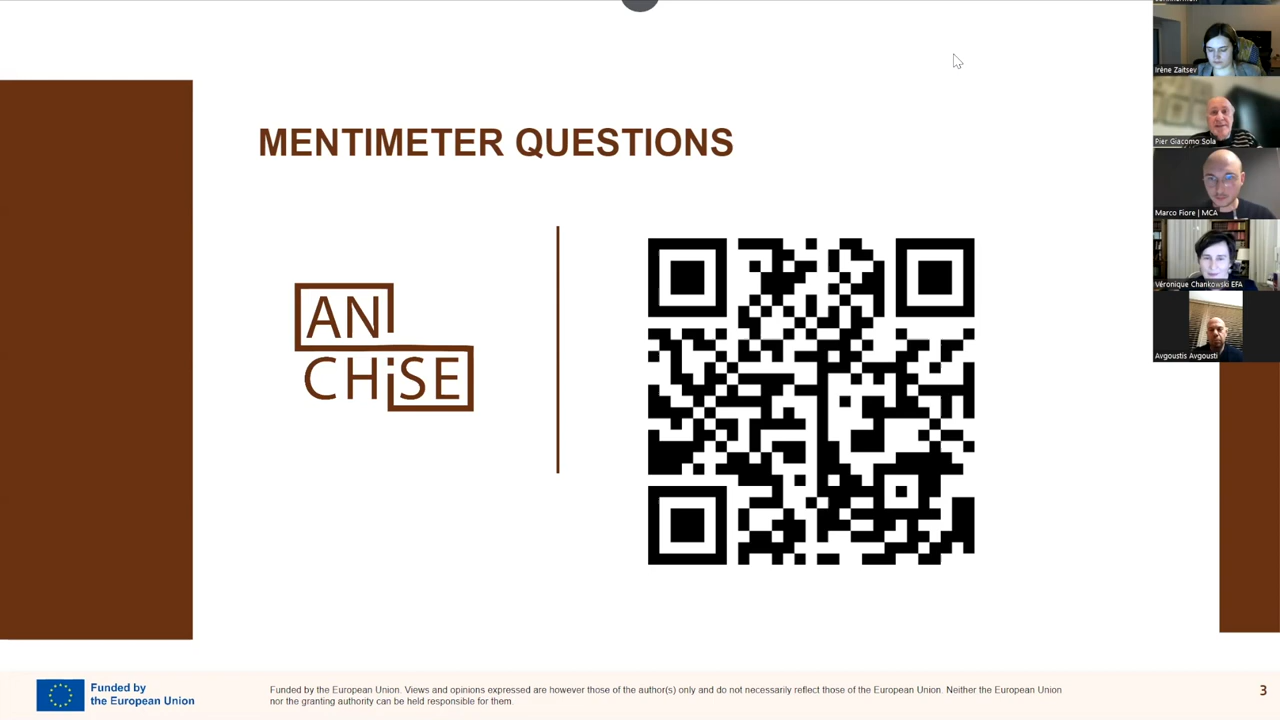 Irène Zaitsev
MENTIMETER QUESTIONS
Pier Giacomo Sola
Marco Fiore | MCA
Véronique Chankowski EFA
AN
CHiSE
Avgoustis Avgousti
Funded by
the European Union
Funded by the European Union. Views and opinions expressed are however those of the author(s) only and do not necessarily reflect those of the European Union. Neither the European Union
nor the granting authority can be held responsible for them.
3